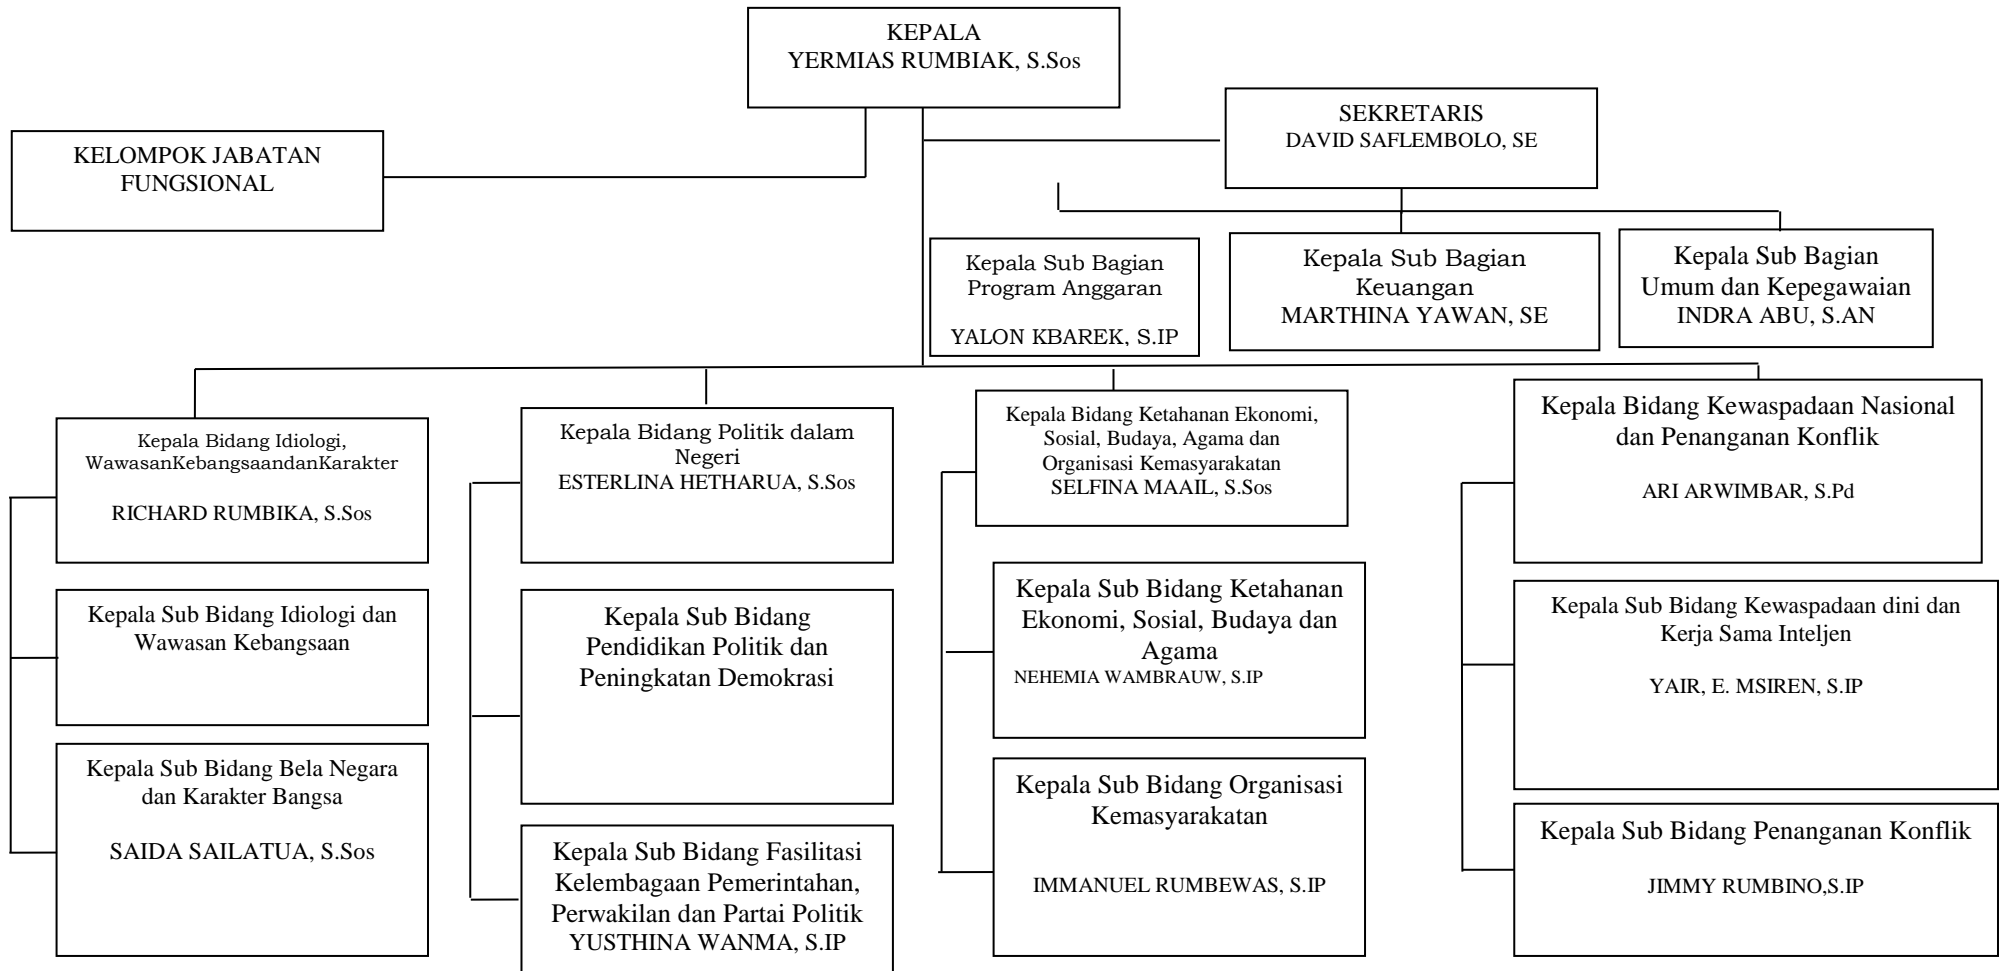 KEPALA
YERMIAS RUMBIAK, S.Sos
SEKRETARIS
DAVID SAFLEMBOLO, SE
KELOMPOK JABATAN
FUNGSIONAL
Kepala Sub Bagian
Program Anggaran
YALON KBAREK, S.IP
Kepala Sub Bagian
Keuangan
MARTHINA YAWAN, SE
Kepala Sub Bagian
Umum dan Kepegawaian
INDRA ABU, S.AN
Kepala Bidang Idiologi,
WawasanKebangsaandanKarakter
RICHARD RUMBIKA, S.Sos
Kepala Bidang Politik dalam
Negeri
ESTERLINA HETHARUA, S.Sos
Kepala Bidang Ketahanan Ekonomi,
Sosial, Budaya, Agama dan
Organisasi Kemasyarakatan
SELFINA MAAIL, S.Sos
Kepala Bidang Kewaspadaan Nasional
dan Penanganan Konflik
ARI ARWIMBAR, S.Pd
Kepala Sub Bidang Idiologi dan
Wawasan Kebangsaan
Kepala Sub Bidang
Pendidikan Politik dan
Peningkatan Demokrasi
Kepala Sub Bidang Ketahanan
Ekonomi, Sosial, Budaya dan
Agama
NEHEMIA WAMBRAUW, S.IP
Kepala Sub Bidang Kewaspadaan dini dan
Kerja Sama Inteljen
YAIR, E. MSIREN, S.IP
Kepala Sub Bidang Bela Negara
dan Karakter Bangsa
SAIDA SAILATUA, S.Sos
Kepala Sub Bidang Fasilitasi
Kelembagaan Pemerintahan,
Perwakilan dan Partai Politik
YUSTHINA WANMA, S.IP
Kepala Sub Bidang Organisasi
Kemasyarakatan
IMMANUEL RUMBEWAS, S.IP
Kepala Sub Bidang Penanganan Konflik
JIMMY RUMBINO,S.IP